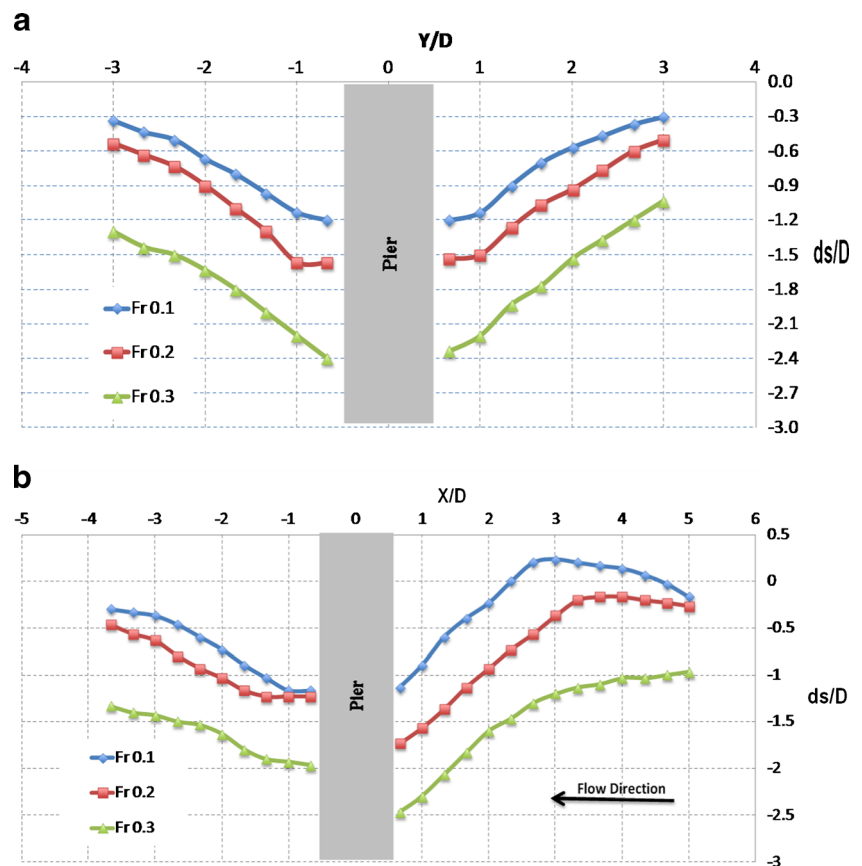 a
Y/D
-4 -3 -2 -1 0 1 2 3 4
0.0
-0.3
-0.6
-0.9
-1.2
-1.5
-1.8
-2.1
-2.4
-2.7
-3.0
ds/D
Pier
Fr 0.1
Fr 0.2
Fr 0.3
b
X/D
-5 -4 -3 -2 -1 0 1 2 3 4 5 6
0.5
0
-0.5
-1
-1.5
-2
-2.5
-3
ds/D
Pier
Fr 0.1
Fr 0.2
Fr 0.3
Flow Direction